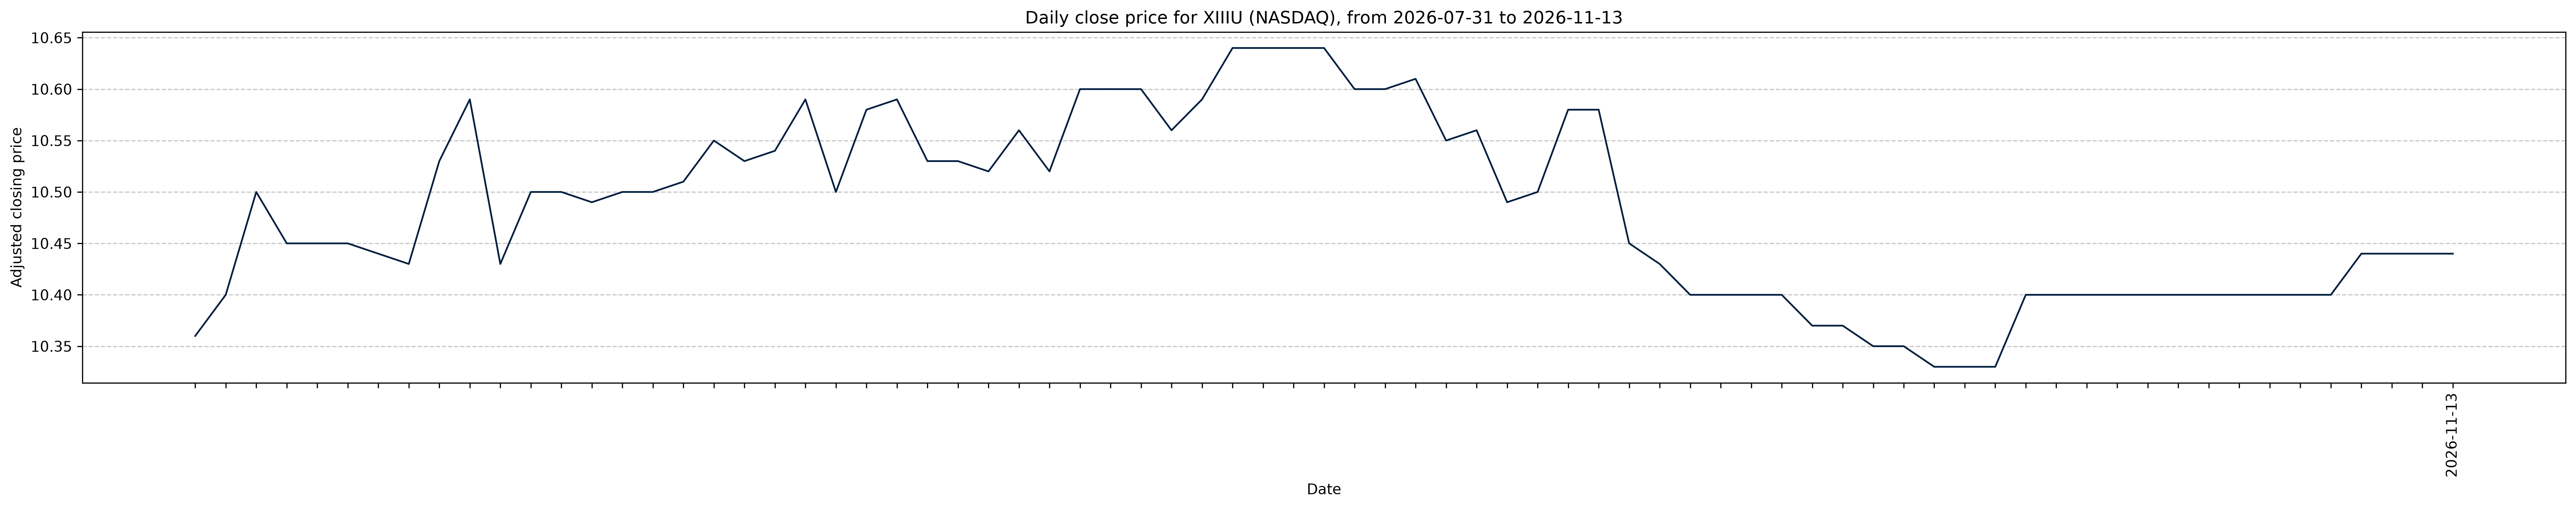 Daily close price for XIIIU (NASDAQ), from 2026-07-31 to 2026-11-13
Adjusted closing price
10.65
10.60
10.55
10.50
10.45
10.40
10.35
2026-11-13
Date